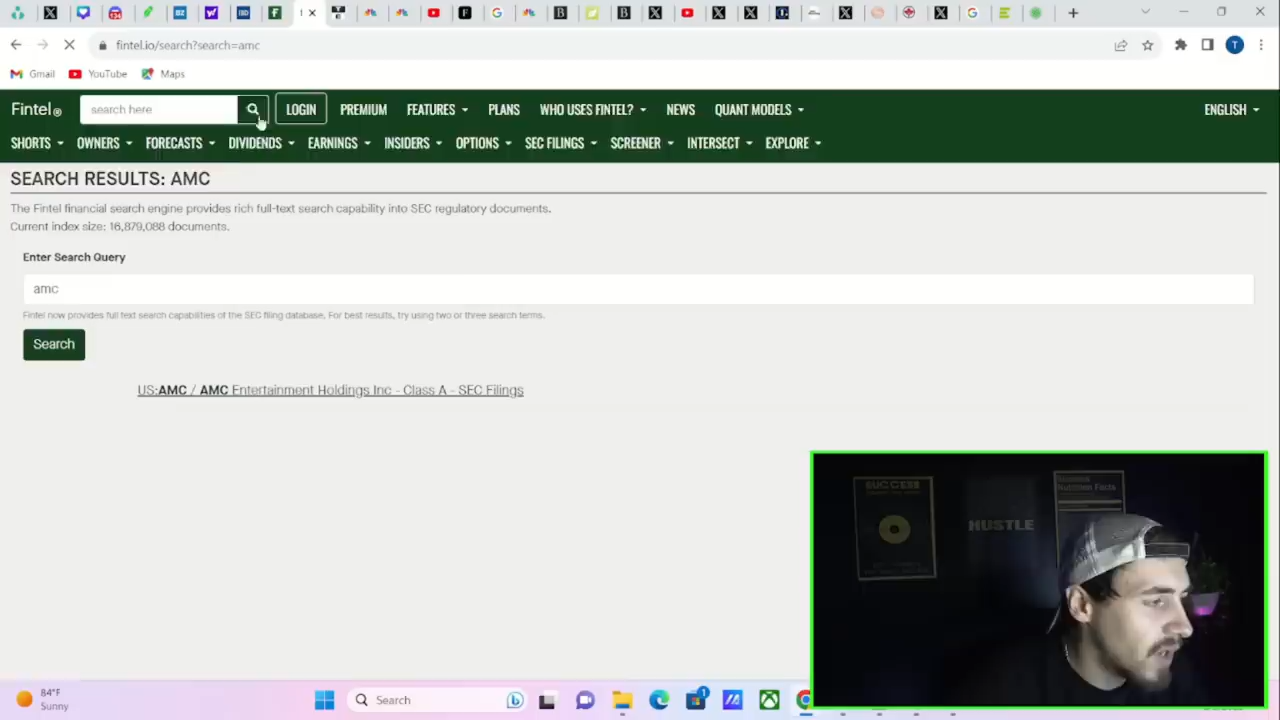 fintel.io/search?search=amc
T
Gmail YouTube Maps
Fintel® search here LOGIN PREMIUM FEATURES PLANS WHO USES FINTEL? NEWS QUANT MODELS ENGLISH
SHORTS OWNERS FORECASTS DIVIDENDS EARNINGS INSIDERS OPTIONS SEC FILINGS SCREENER INTERSECT EXPLORE
SEARCH RESULTS: AMC
The Fintel financial search engine provides rich full-text search capability into SEC regulatory documents.
Current index size: 16,879,088 documents.
Enter Search Query
amc
Fintel now provides full text search capabilities of the SEC filing database. For best results, try using two or three search terms.
Search
US:AMC / AMC Entertainment Holdings Inc - Class A - SEC Filings
SUCCESS
HUSTLE
Nutrition Facts
84°F
Sunny
Search
1